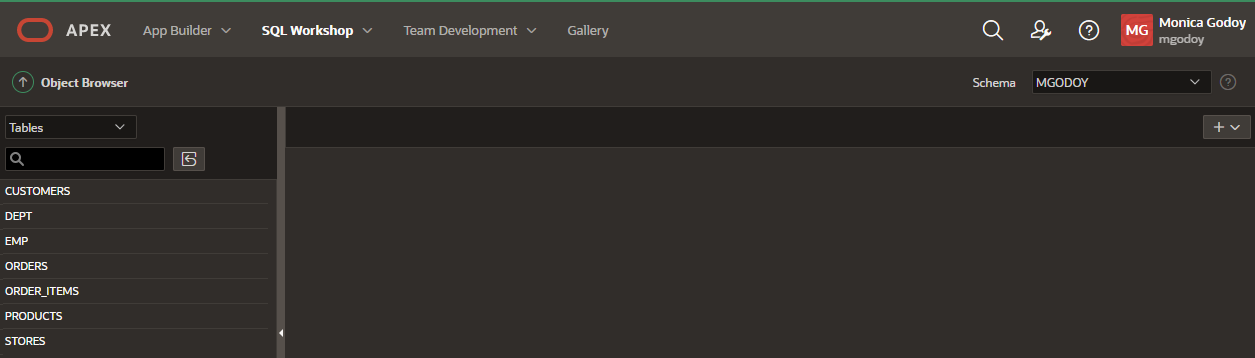 APEX App Builder SQL Workshop Team Development Gallery MG Monica Godoy
mgodoy
Object Browser Schema MGODOY
Tables
CUSTOMERS
DEPT
EMP
ORDERS
ORDER_ITEMS
PRODUCTS
STORES